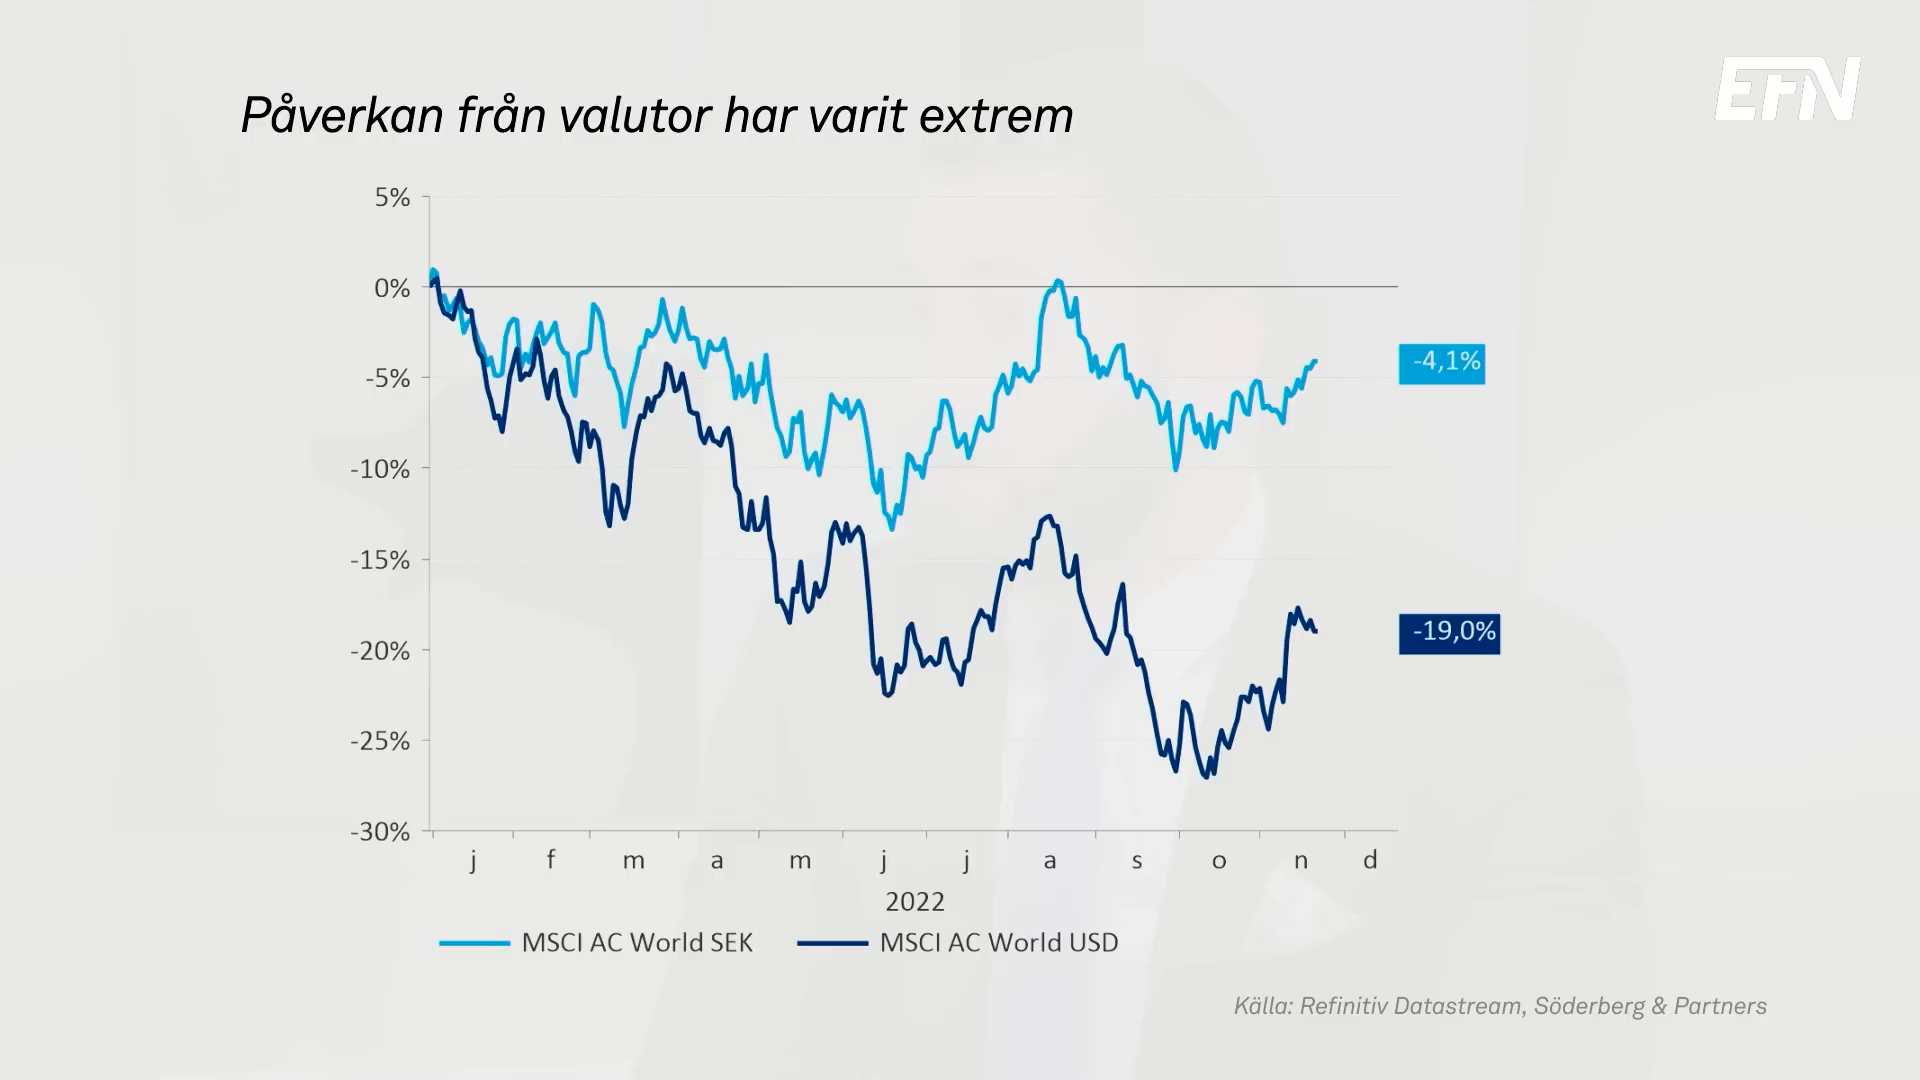 EFN
Påverkan från valutor har varit extrem
5%
0%
-5%
-10%
-15%
-20%
-25%
-30%
-4,1%
-19,0%
j f m a m j j a s o n d
2022
MSCI AC World SEK MSCI AC World USD
Källa: Refinitiv Datastream, Söderberg & Partners